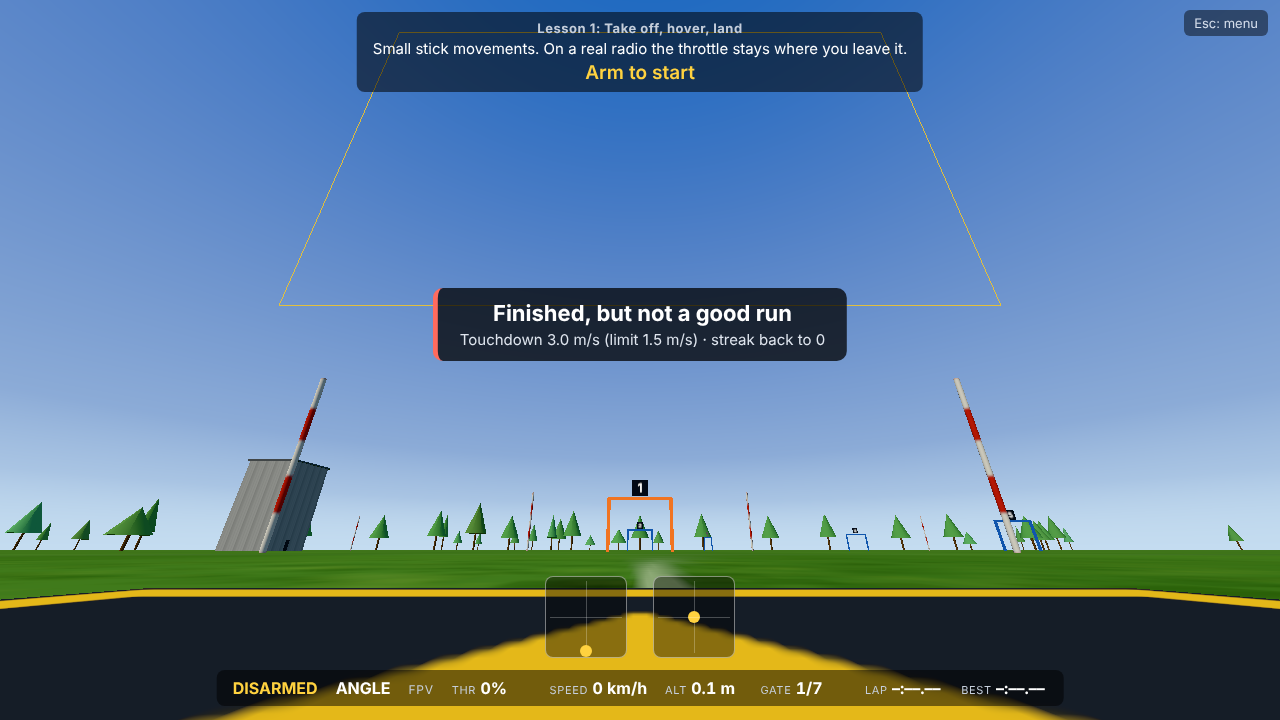 Lesson 1: Take off, hover, land
Small stick movements. On a real radio the throttle stays where you leave it.
Arm to start
Esc: menu
Finished, but not a good run
Touchdown 3.0 m/s (limit 1.5 m/s) · streak back to 0
1
DISARMED ANGLE FPV THR 0% SPEED 0 km/h ALT 0.1 m GATE 1/7 LAP –:––.–– BEST –:––.––